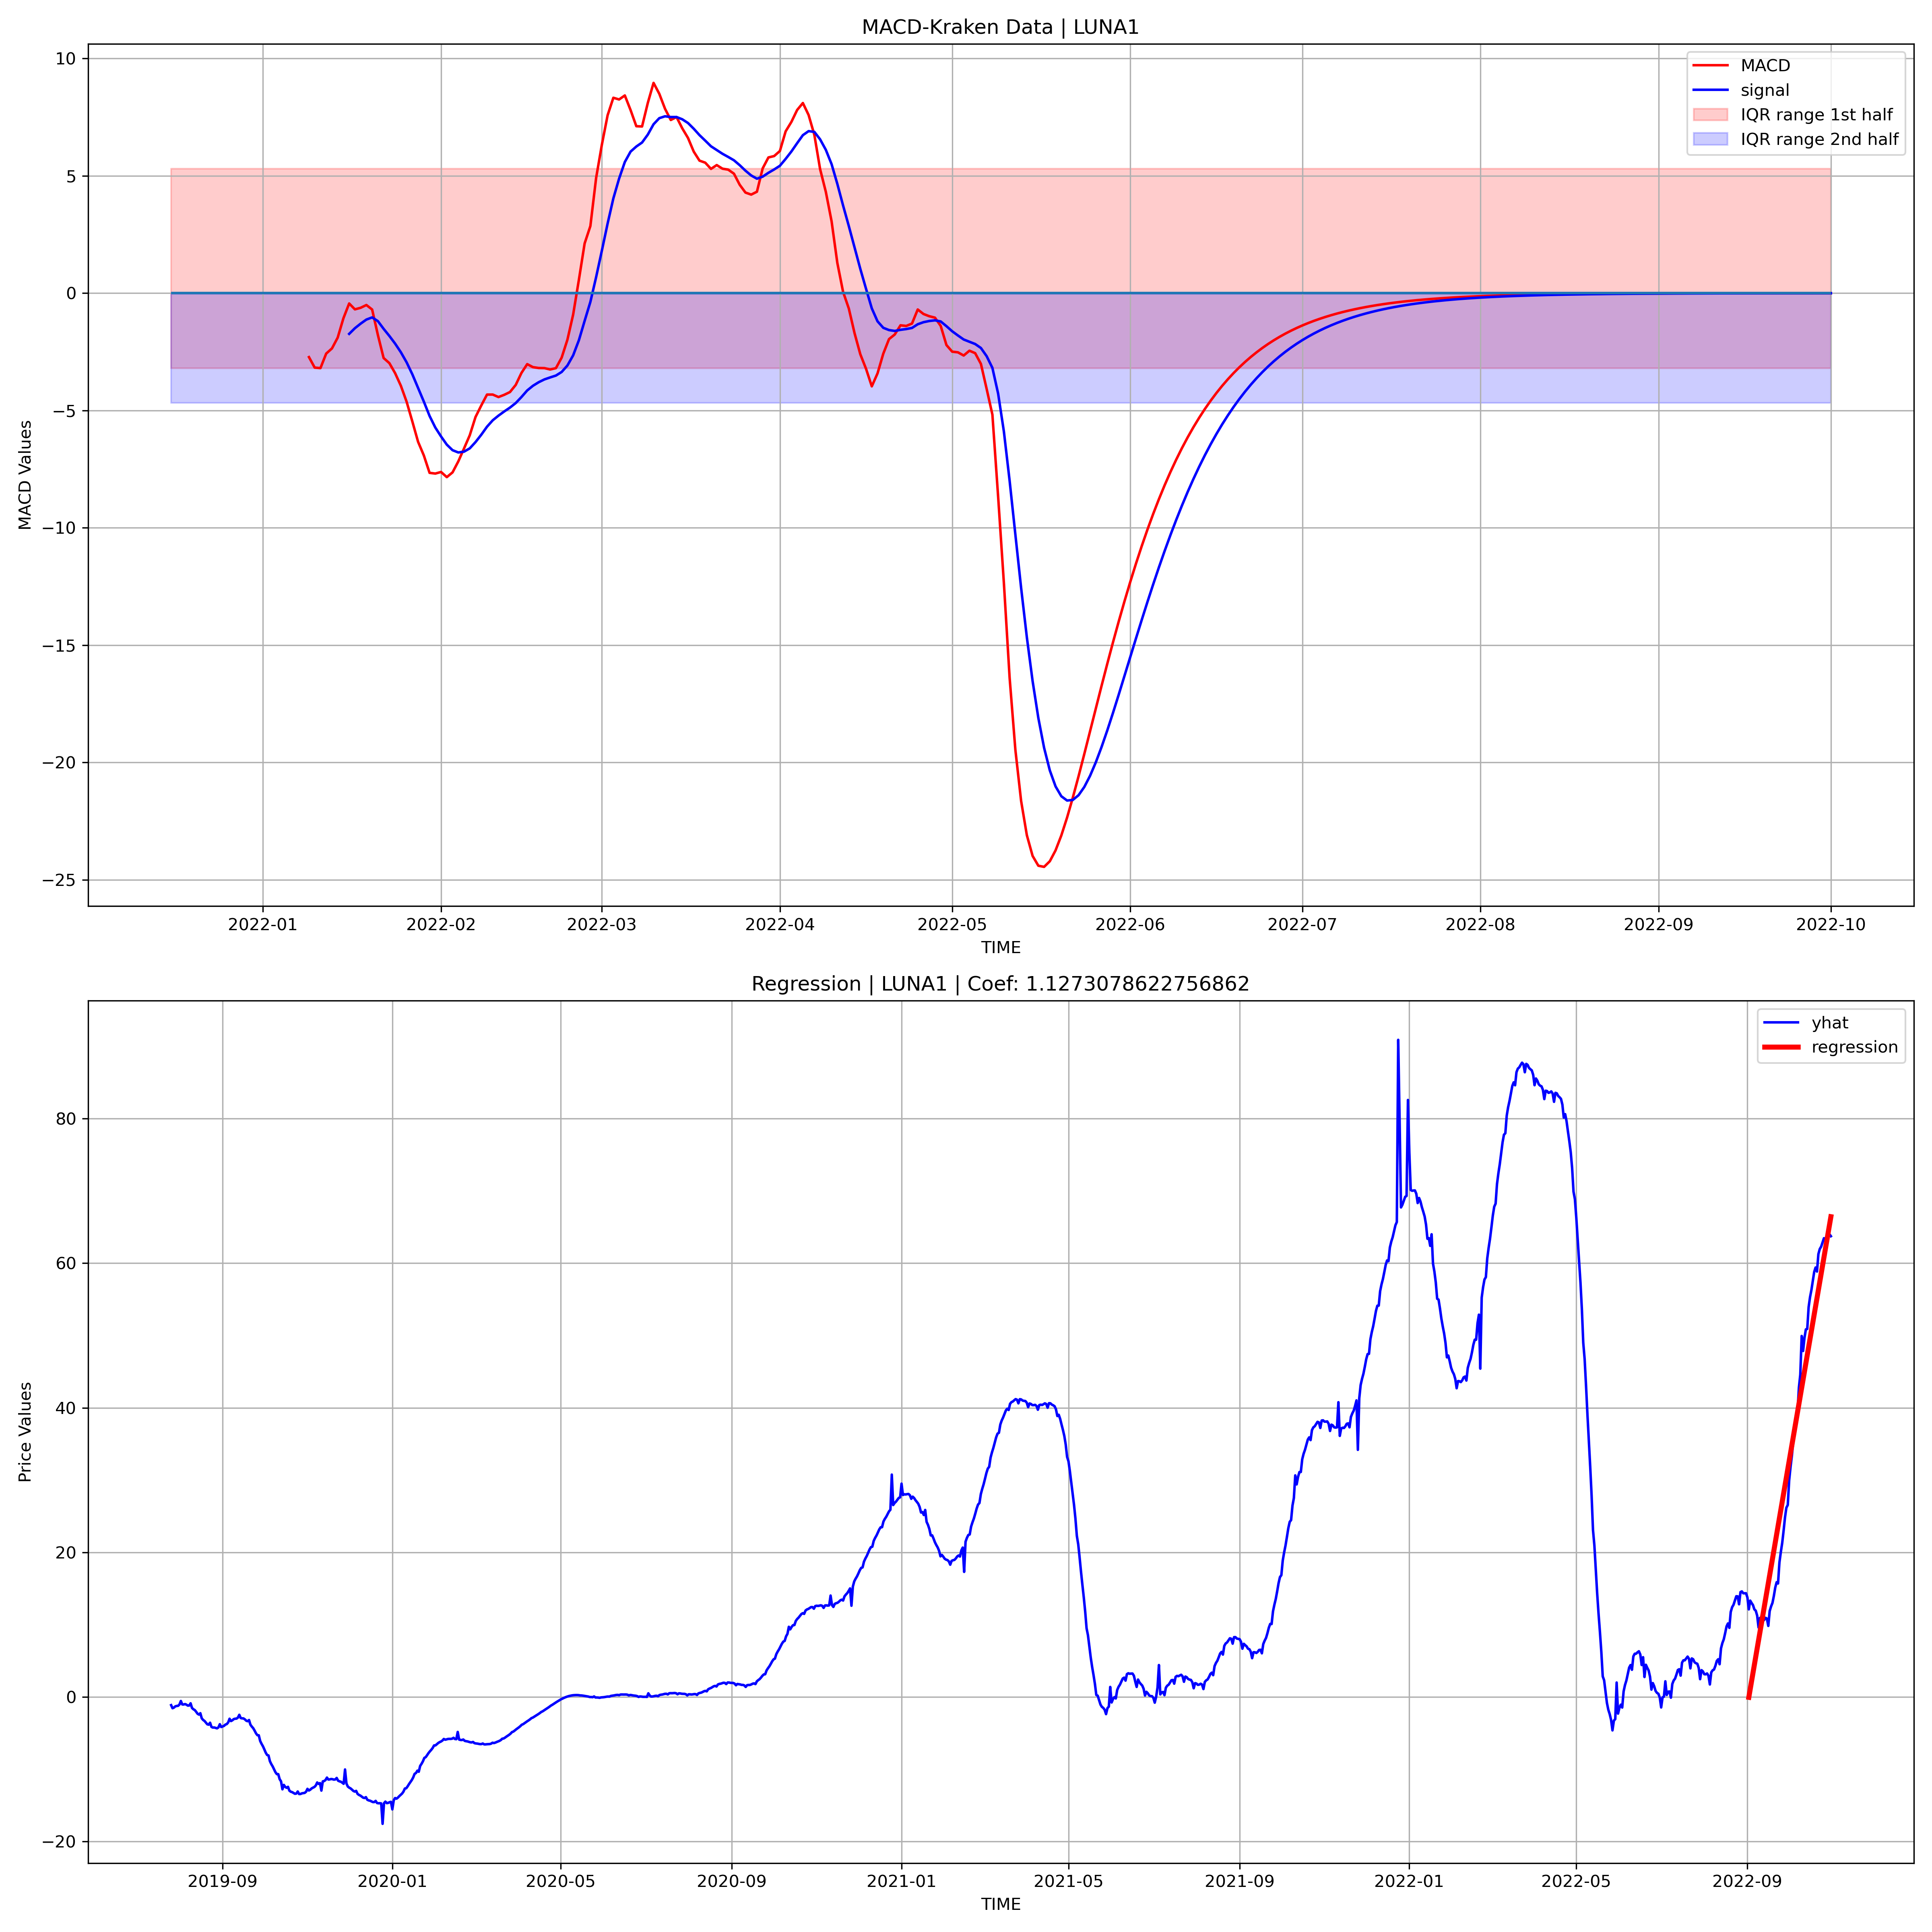 MACD-Kraken Data | LUNA1
MACD
signal
IQR range 1st half
IQR range 2nd half
10
5
0
−5
−10
−15
−20
−25
MACD Values
2022-01
2022-02
2022-03
2022-04
2022-05
2022-06
2022-07
2022-08
2022-09
2022-10
TIME
Regression | LUNA1 | Coef: 1.1273078622756862
yhat
regression
80
60
40
20
0
−20
Price Values
2019-09
2020-01
2020-05
2020-09
2021-01
2021-05
2021-09
2022-01
2022-05
2022-09
TIME